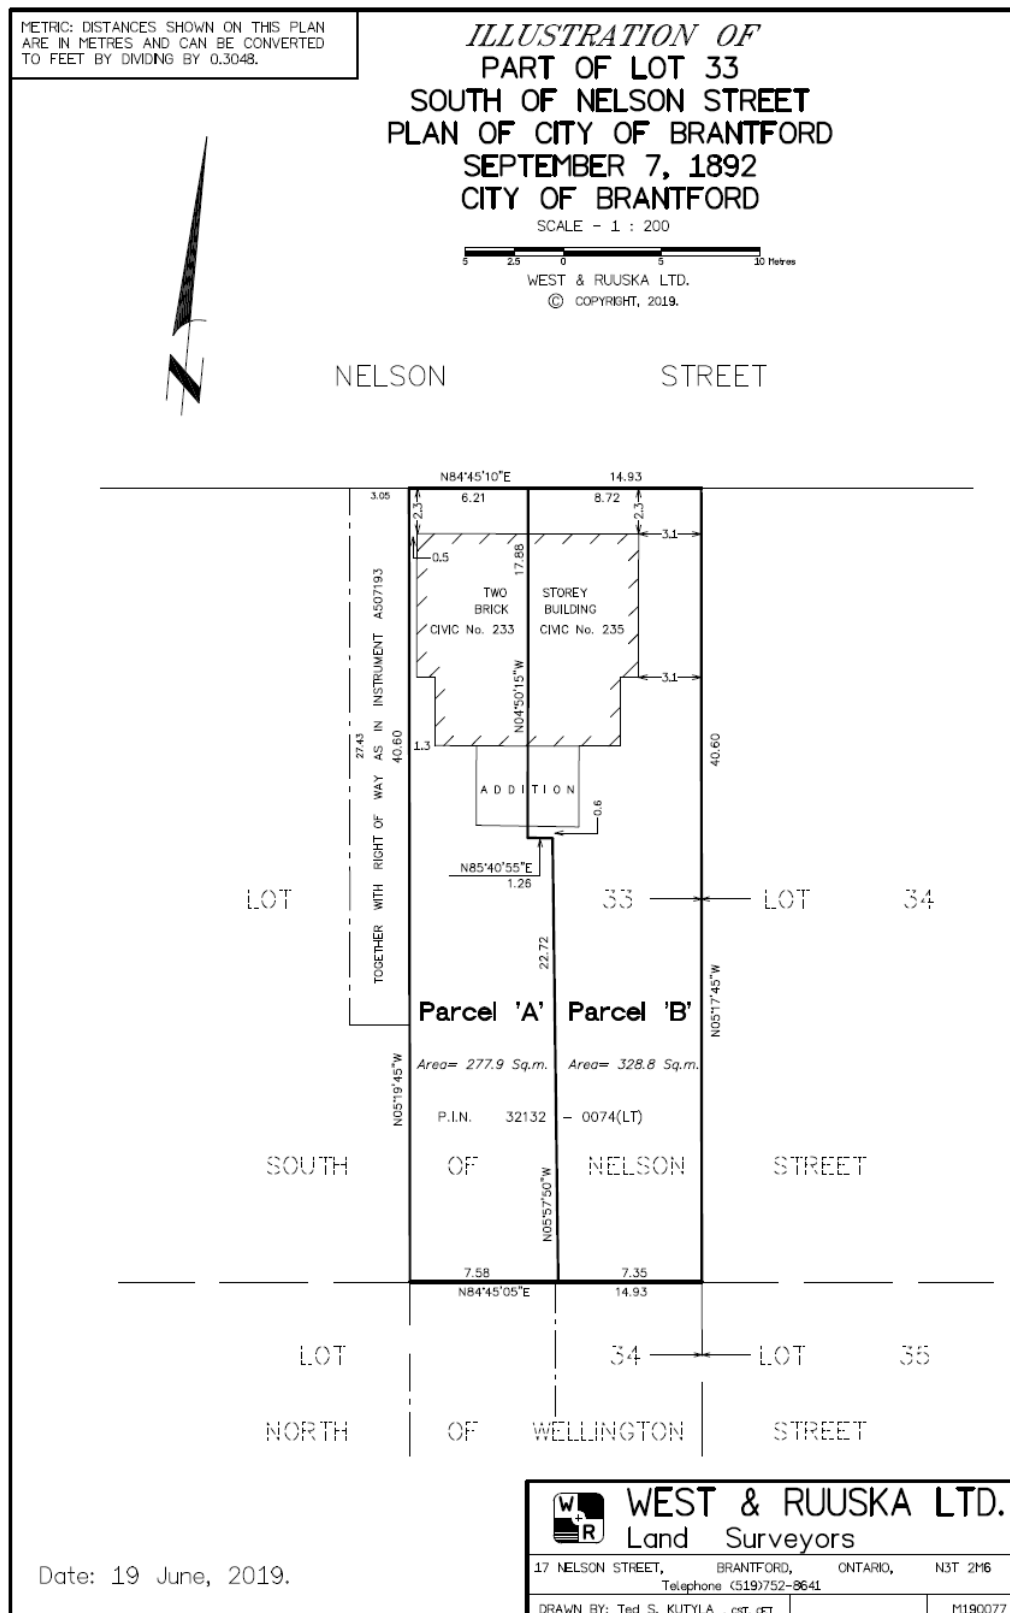 METRIC: DISTANCES SHOWN ON THIS PLAN
ARE IN METRES AND CAN BE CONVERTED
TO FEET BY DIVIDING BY 0.3048.
ILLUSTRATION OF
PART OF LOT 33
SOUTH OF NELSON STREET
PLAN OF CITY OF BRANTFORD
SEPTEMBER 7, 1892
CITY OF BRANTFORD
SCALE - 1 : 200
5 2.5 0 5 10 Metres
WEST & RUUSKA LTD.
© COPYRIGHT, 2019.
N
NELSON STREET
N84°45'10"E 14.93
3.05 6.21 8.72
2.3 2.3
3.1
0.5
17.88
TWO STOREY
BRICK BUILDING
CIVIC No. 233 CIVIC No. 235
TOGETHER WITH RIGHT OF WAY AS IN INSTRUMENT A507193
3.1
N04°50'15"W
27.43
40.60
1.3
40.60
ADDITION
0.6
N85°40'55"E
1.26
LOT 33 LOT 34
22.72
Parcel 'A' Parcel 'B'
N05°17'45"W
Area= 277.9 Sq.m. Area= 328.8 Sq.m.
N05°19'45"W
P.I.N. 32132 - 0074(LT)
SOUTH OF NELSON STREET
N05°57'50"W
7.58 7.35
N84°45'05"E 14.93
LOT 34 LOT 35
NORTH OF WELLINGTON STREET
W+R
WEST & RUUSKA LTD.
Land Surveyors
17 NELSON STREET, BRANTFORD, ONTARIO, N3T 2M6
Telephone (519)752-8641
Date: 19 June, 2019.
DRAWN BY: Ted S. KUTYLA , CST, CET M190077